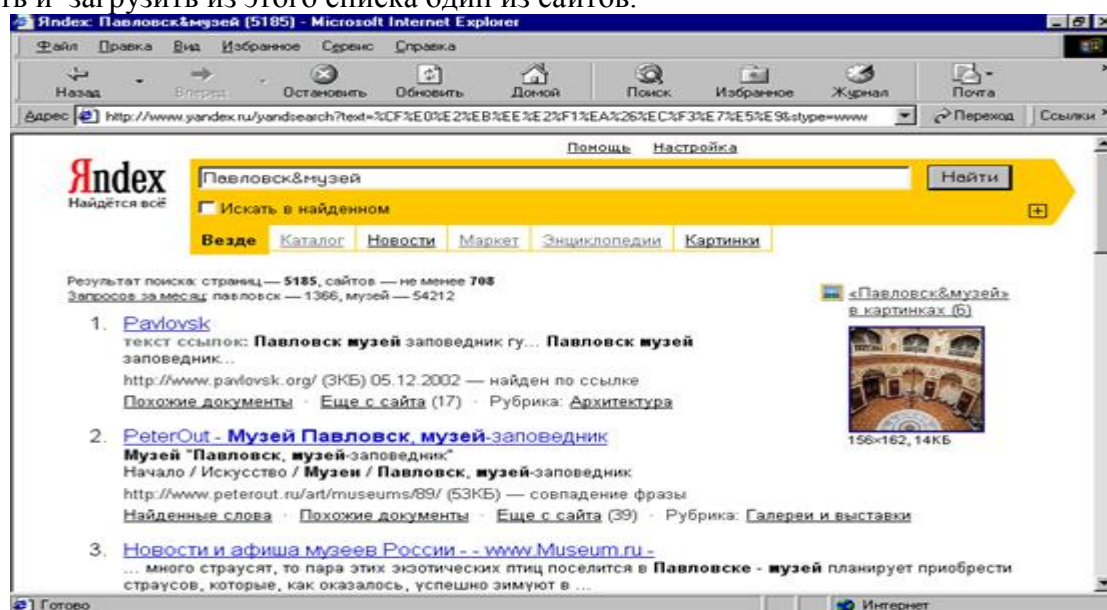 ть и загрузить из этого списка один из сайтов.
Яndex: Павловск&музей (5185) - Microsoft Internet Explorer
Файл Правка Вид Избранное Сервис Справка
Назад Вперед Остановить Обновить Домой Поиск Избранное Журнал Почта
Адрес http://www.yandex.ru/yandsearch?text=%CF%E0%E2%EB%EE%E2%F1%EA%26%EC%F3%E7%E5%E9&stype=www Переход Ссылки
Помощь Настройка
Яndex
Павловск&музей Найти
Найдётся всё
Искать в найденном
Везде Каталог Новости Маркет Энциклопедии Картинки
Результат поиска: страниц — 5185, сайтов — не менее 708
Запросов за месяц: павловск — 1366, музей — 54212
«Павловск&музей»
в картинках (6)
1. Pavlovsk
текст ссылок: Павловск музей заповедник гу... Павловск музей
заповедник...
http://www.pavlovsk.org/ (3КБ) 05.12.2002 — найден по ссылке
Похожие документы · Еще с сайта (17) · Рубрика: Архитектура
156×162, 14КБ
2. PeterOut - Музей Павловск, музей-заповедник
Музей "Павловск, музей-заповедник"
Начало / Искусство / Музеи / Павловск, музей-заповедник
http://www.peterout.ru/art/museums/89/ (53КБ) — совпадение фразы
Найденные слова · Похожие документы · Еще с сайта (39) · Рубрика: Галереи и выставки
3. Новости и афиша музеев России - - www.Museum.ru -
... много страусят, то пара этих экзотических птиц поселится в Павловске - музей планирует приобрести
страусов, которые, как оказалось, успешно зимуют в ...
Готово Интернет